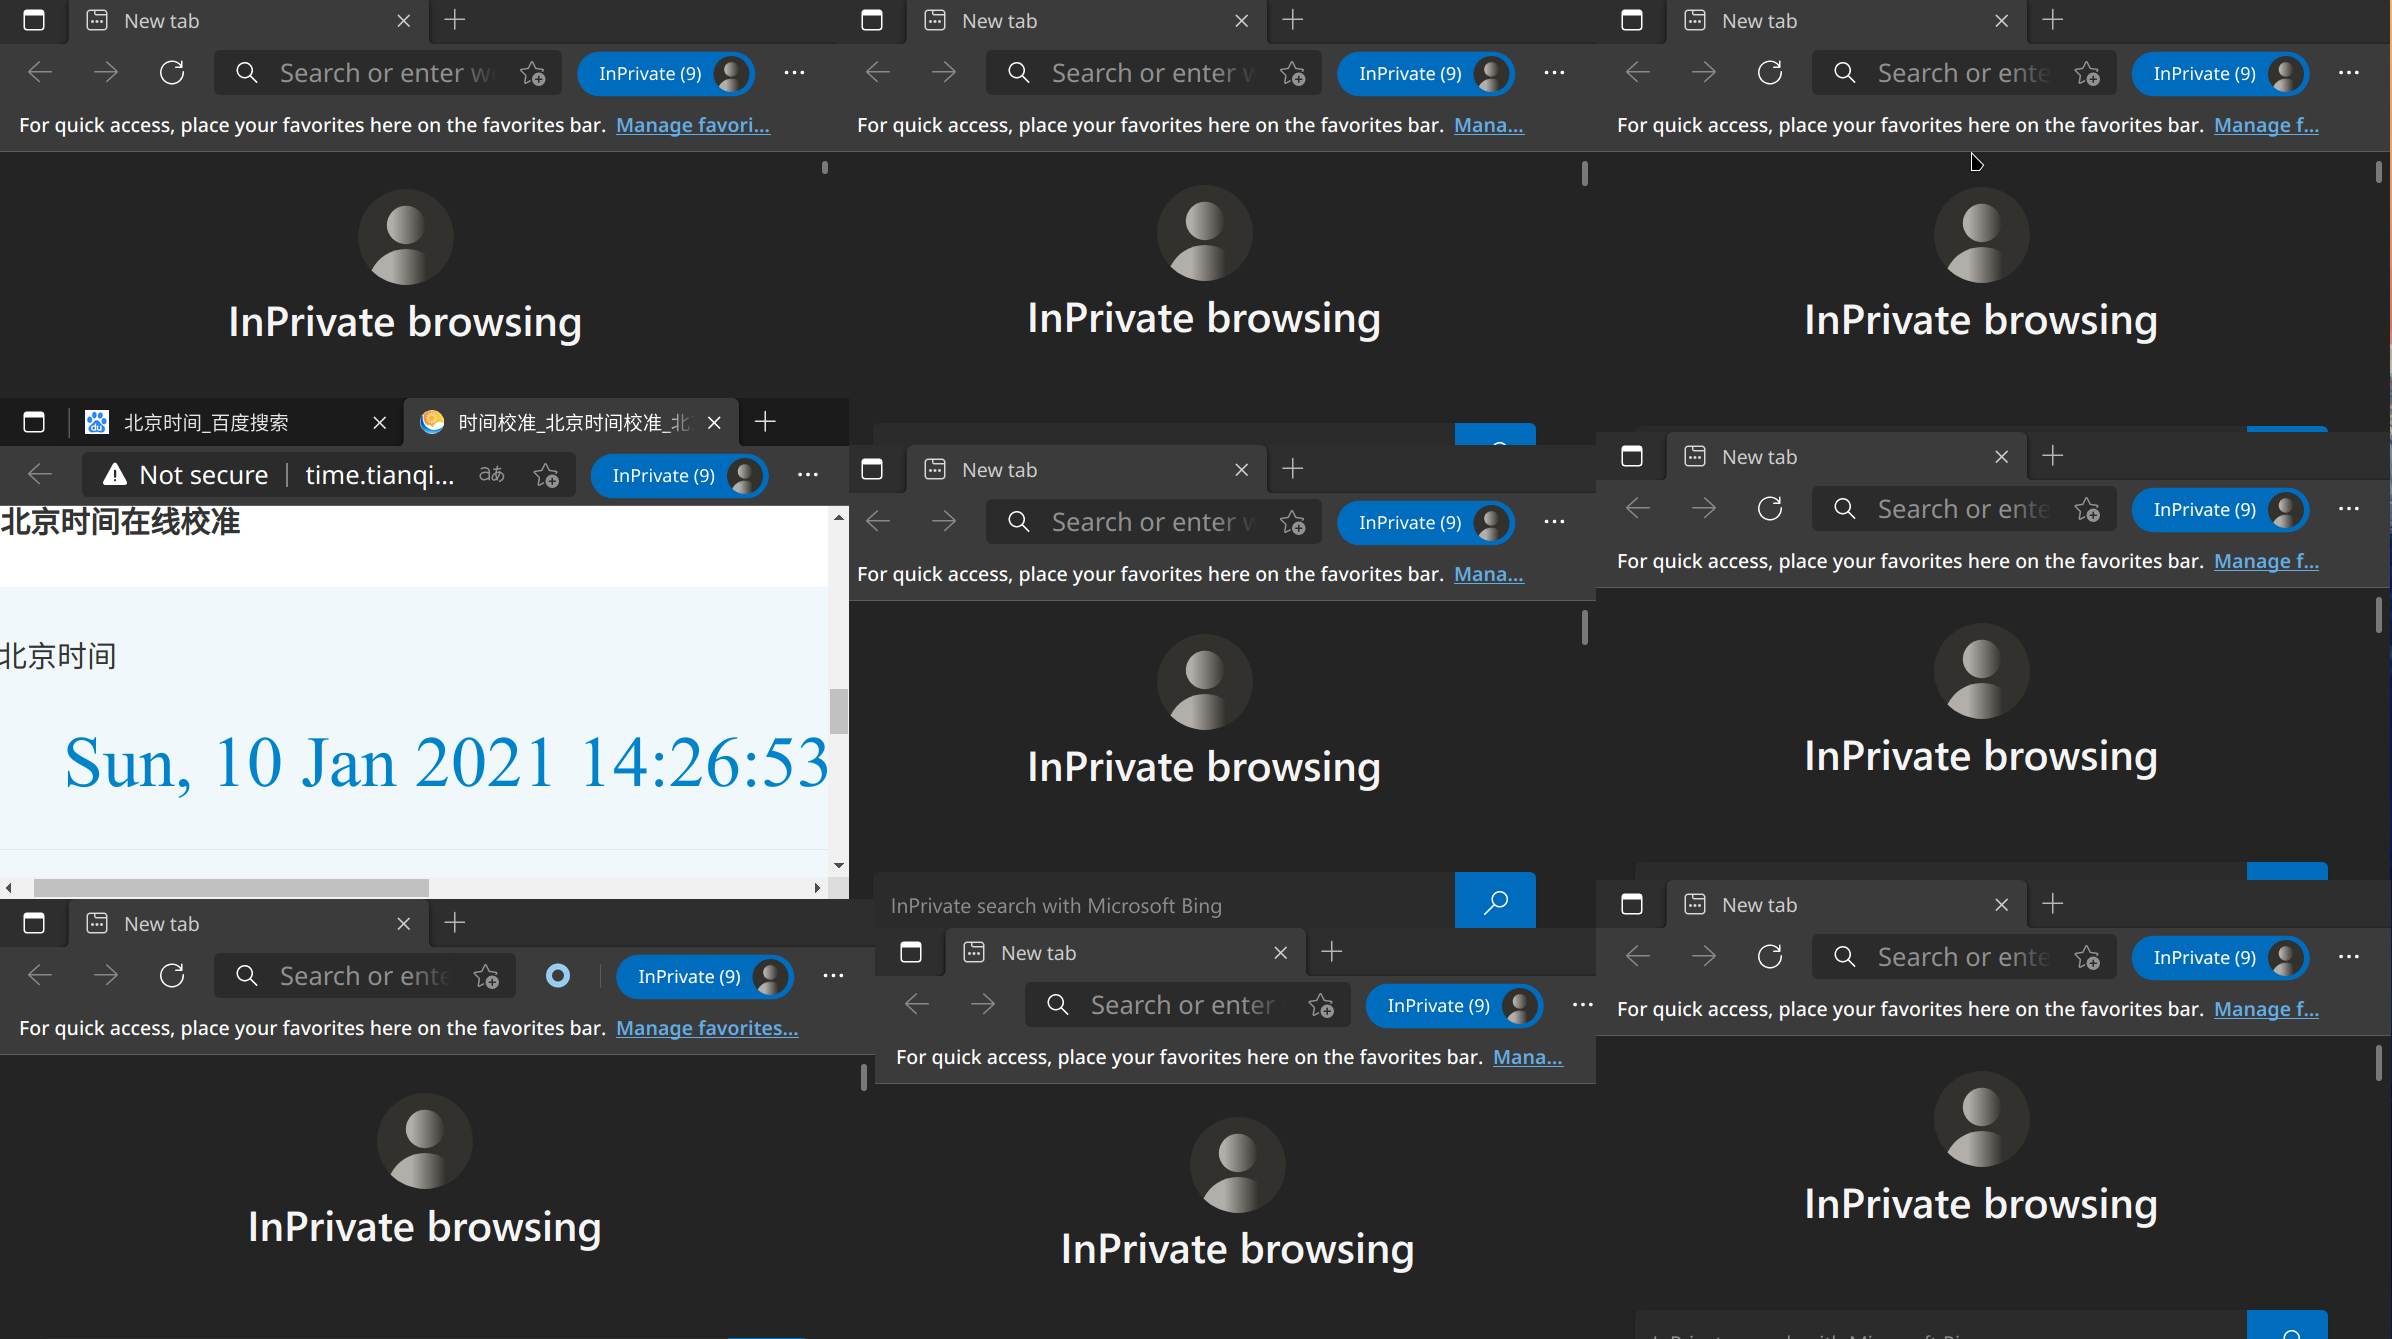 New tab
Search or enter w
InPrivate (9)
For quick access, place your favorites here on the favorites bar. Manage favori...
InPrivate browsing
New tab
Search or enter
InPrivate (9)
For quick access, place your favorites here on the favorites bar. Mana...
InPrivate browsing
New tab
Search or ente
InPrivate (9)
For quick access, place your favorites here on the favorites bar. Manage f...
InPrivate browsing
北京时间_百度搜索
时间校准_北京时间校准_北
Not secure | time.tianqi...
aあ
InPrivate (9)
北京时间在线校准
北京时间
Sun, 10 Jan 2021 14:26:53
New tab
Search or enter
InPrivate (9)
For quick access, place your favorites here on the favorites bar. Mana...
InPrivate browsing
InPrivate search with Microsoft Bing
New tab
Search or ente
InPrivate (9)
For quick access, place your favorites here on the favorites bar. Manage f...
InPrivate browsing
New tab
Search or ente
InPrivate (9)
For quick access, place your favorites here on the favorites bar. Manage favorites...
InPrivate browsing
New tab
Search or enter
InPrivate (9)
For quick access, place your favorites here on the favorites bar. Mana...
InPrivate browsing
New tab
Search or ente
InPrivate (9)
For quick access, place your favorites here on the favorites bar. Manage f...
InPrivate browsing